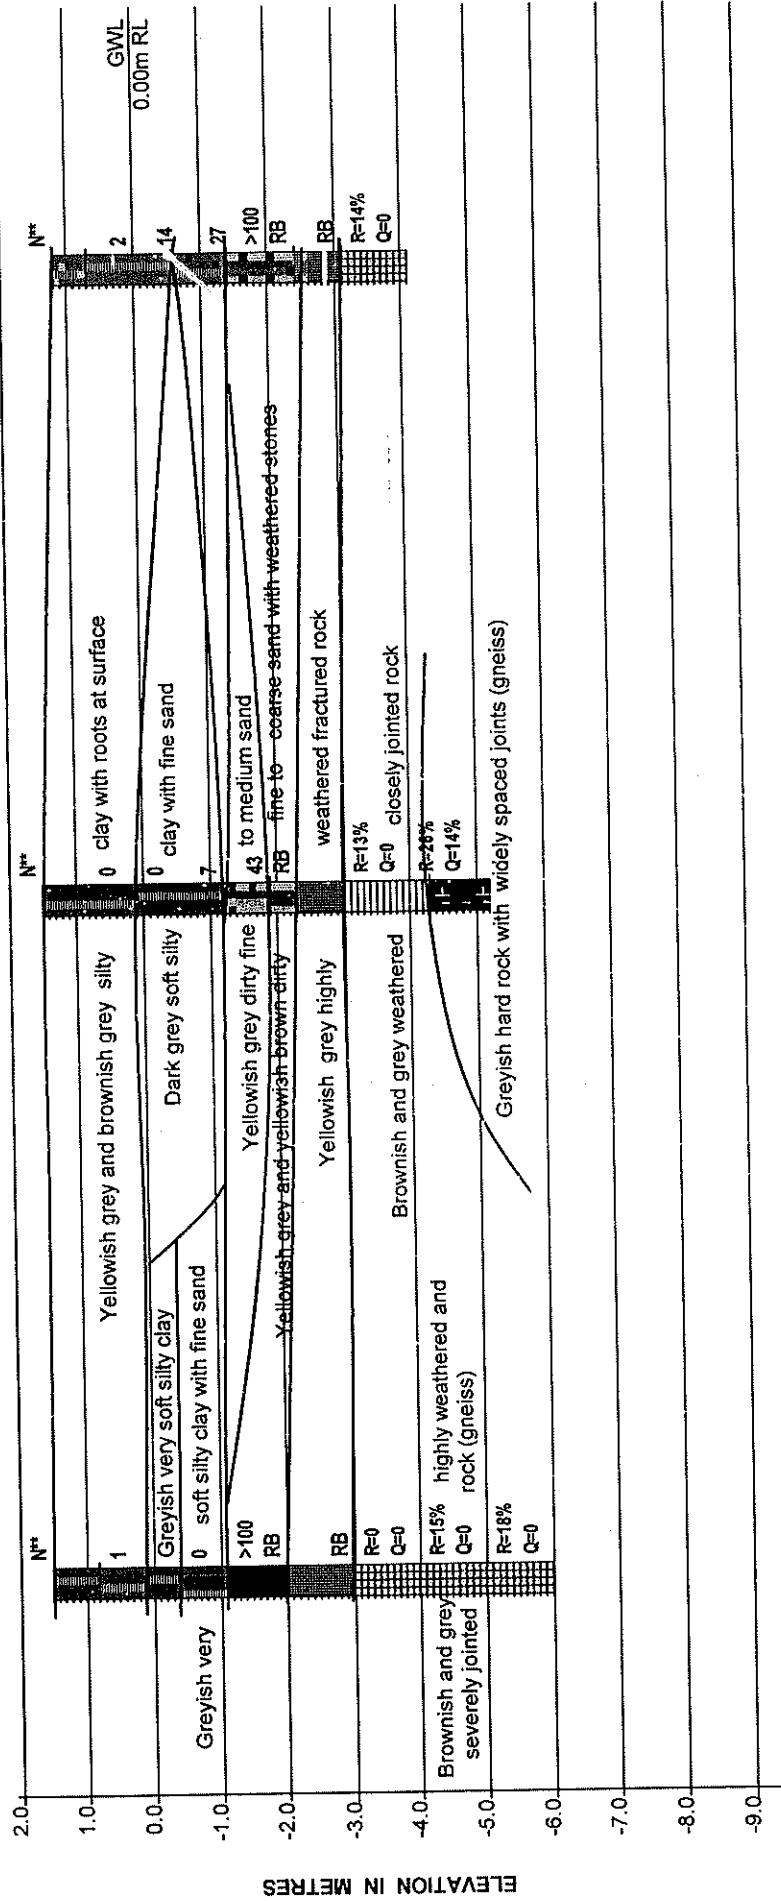 ELEVATION IN METRES
2.0
1.0
0.0
-1.0
-2.0
-3.0
-4.0
-5.0
-6.0
-7.0
-8.0
-9.0
N**
1
0
>100
RB
RB
R=0
Q=0
R=15%
Q=0
R=18%
Q=0
N**
0
0
7
43
RB
R=13%
Q=0
R=26%
Q=14%
N**
2
14
27
>100
RB
RB
R=14%
Q=0
GWL
0.00m RL
Yellowish grey and brownish grey silty clay with roots at surface
Greyish very soft silty clay
Dark grey soft silty clay with fine sand
Greyish very soft silty clay with fine sand
Yellowish grey dirty fine to medium sand
Yellowish grey and yellowish brown dirty fine to coarse sand with weathered stones
Yellowish grey highly weathered fractured rock
Brownish and grey weathered closely jointed rock
Brownish and grey highly weathered and
severely jointed rock (gneiss)
Greyish hard rock with widely spaced joints (gneiss)